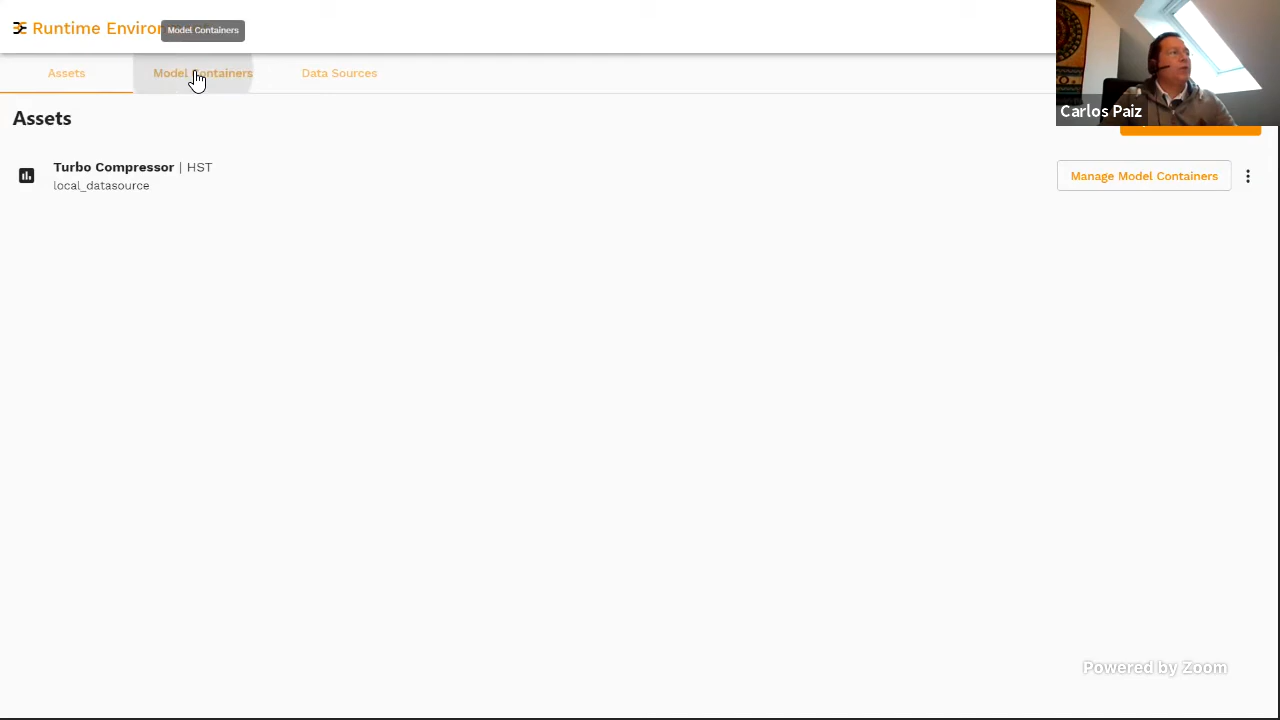 Runtime Enviro
Model Containers
Assets
Model Containers
Data Sources
Carlos Paiz
Assets
Turbo Compressor | HST
local_datasource
Manage Model Containers
Powered by Zoom